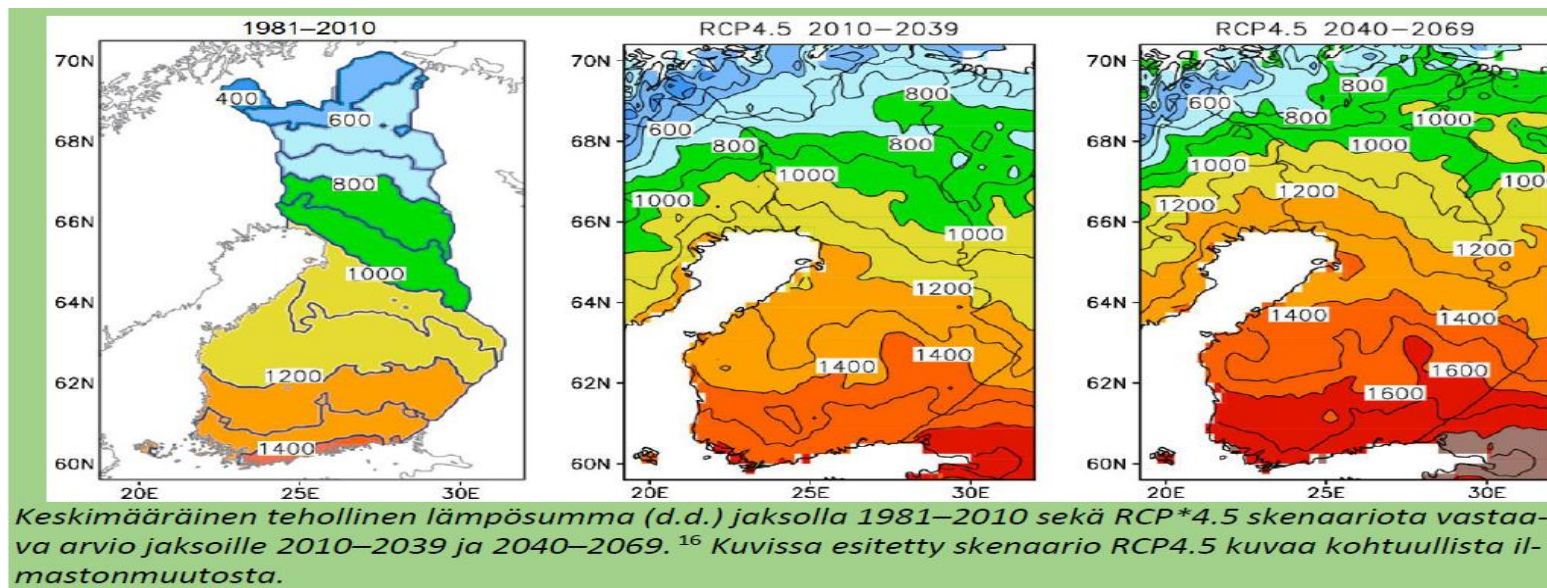 1981–2010
RCP4.5 2010–2039
RCP4.5 2040–2069
70N
68N
66N
64N
62N
60N
20E
25E
30E
400
600
800
1000
1200
1400
70N
68N
66N
64N
62N
60N
20E
25E
30E
800
600
800
800
1000
1000
1000
1200
1400
1400
70N
68N
66N
64N
62N
60N
20E
25E
30E
600
800
800
1000
1000
1000
1000
1200
1200
1200
1400
1400
1600
1600
Keskimääräinen tehollinen lämpösumma (d.d.) jaksolla 1981–2010 sekä RCP*4.5 skenaariota vastaa-
va arvio jaksoille 2010–2039 ja 2040–2069. ¹⁶ Kuvissa esitetty skenaario RCP4.5 kuvaa kohtuullista il-
mastonmuutosta.